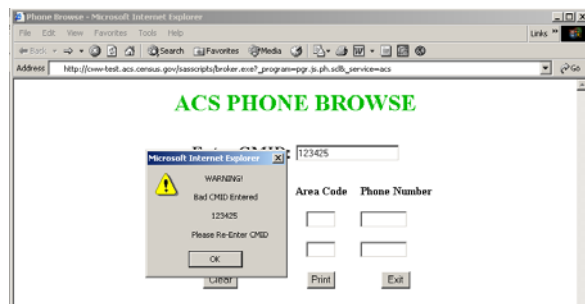 Phone Browse - Microsoft Internet Explorer
File Edit View Favorites Tools Help
Links »
Back Search Favorites Media
Address http://cww-test.acs.census.gov/sasscripts/broker.exe?_program=pgr.js.ph.scl&_service=acs Go
ACS PHONE BROWSE
Enter CMID: 123425
Microsoft Internet Explorer
WARNING!
Bad CMID Entered
123425
Please Re-Enter CMID
OK
Area Code Phone Number
Clear Print Exit